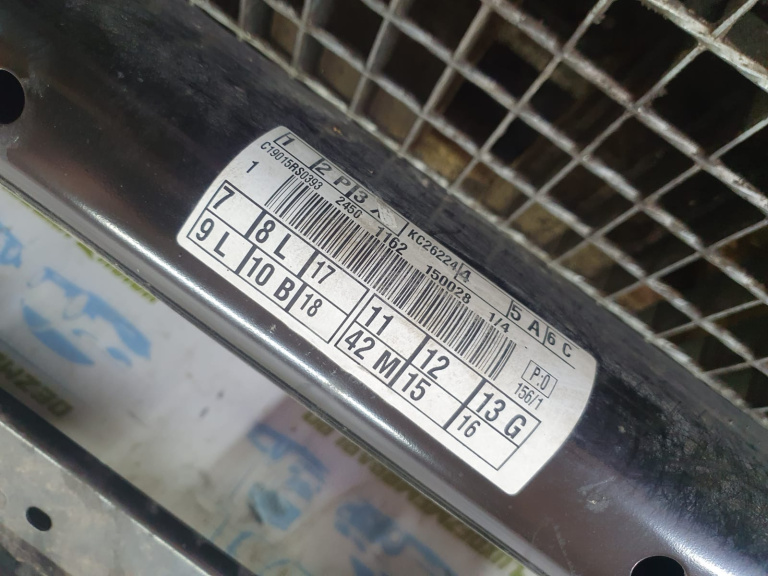 1 2 P 3 4 5 A 6 C
C19015RS0393 KC26224
1 2450 1162 150028 1/4
P:0
156/1
7 8 L 17 11 12 13 G
9 L 10 B 18 42 M 15 16